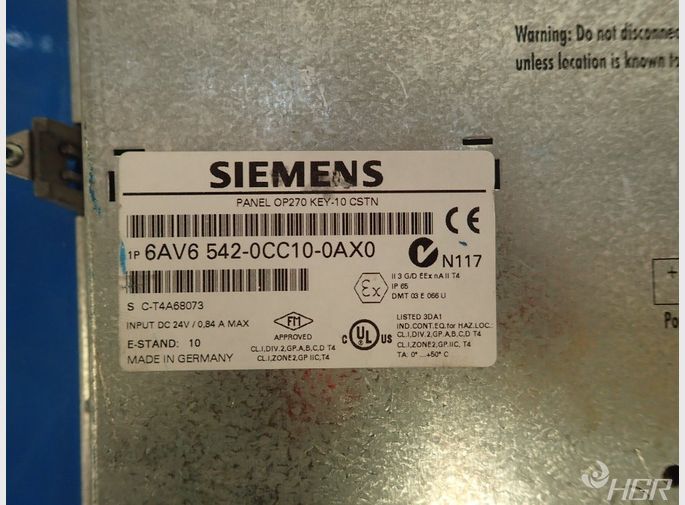 Warning: Do not disconnec
unless location is known to
SIEMENS
PANEL OP270 KEY-10 CSTN
1P 6AV6 542-0CC10-0AX0
CE
N117
S C-T4A68073
INPUT DC 24V / 0,84 A MAX
E-STAND: 10
MADE IN GERMANY
FM
APPROVED
CL.I,DIV.2,GP.A,B,C,D T4
CL.I,ZONE2,GP.IIC, T4
Ex
II 3 G/D EEx nA II T4
IP 65
DMT 03 E 066 U
C UL US
LISTED 3DA1
IND.CONT.EQ. for HAZ.LOC.:
CL.I,DIV.2,GP.A,B,C,D T4
CL.I,ZONE2,GP.IIC, T4
TA: 0° ...+50° C
+
Po
HGR